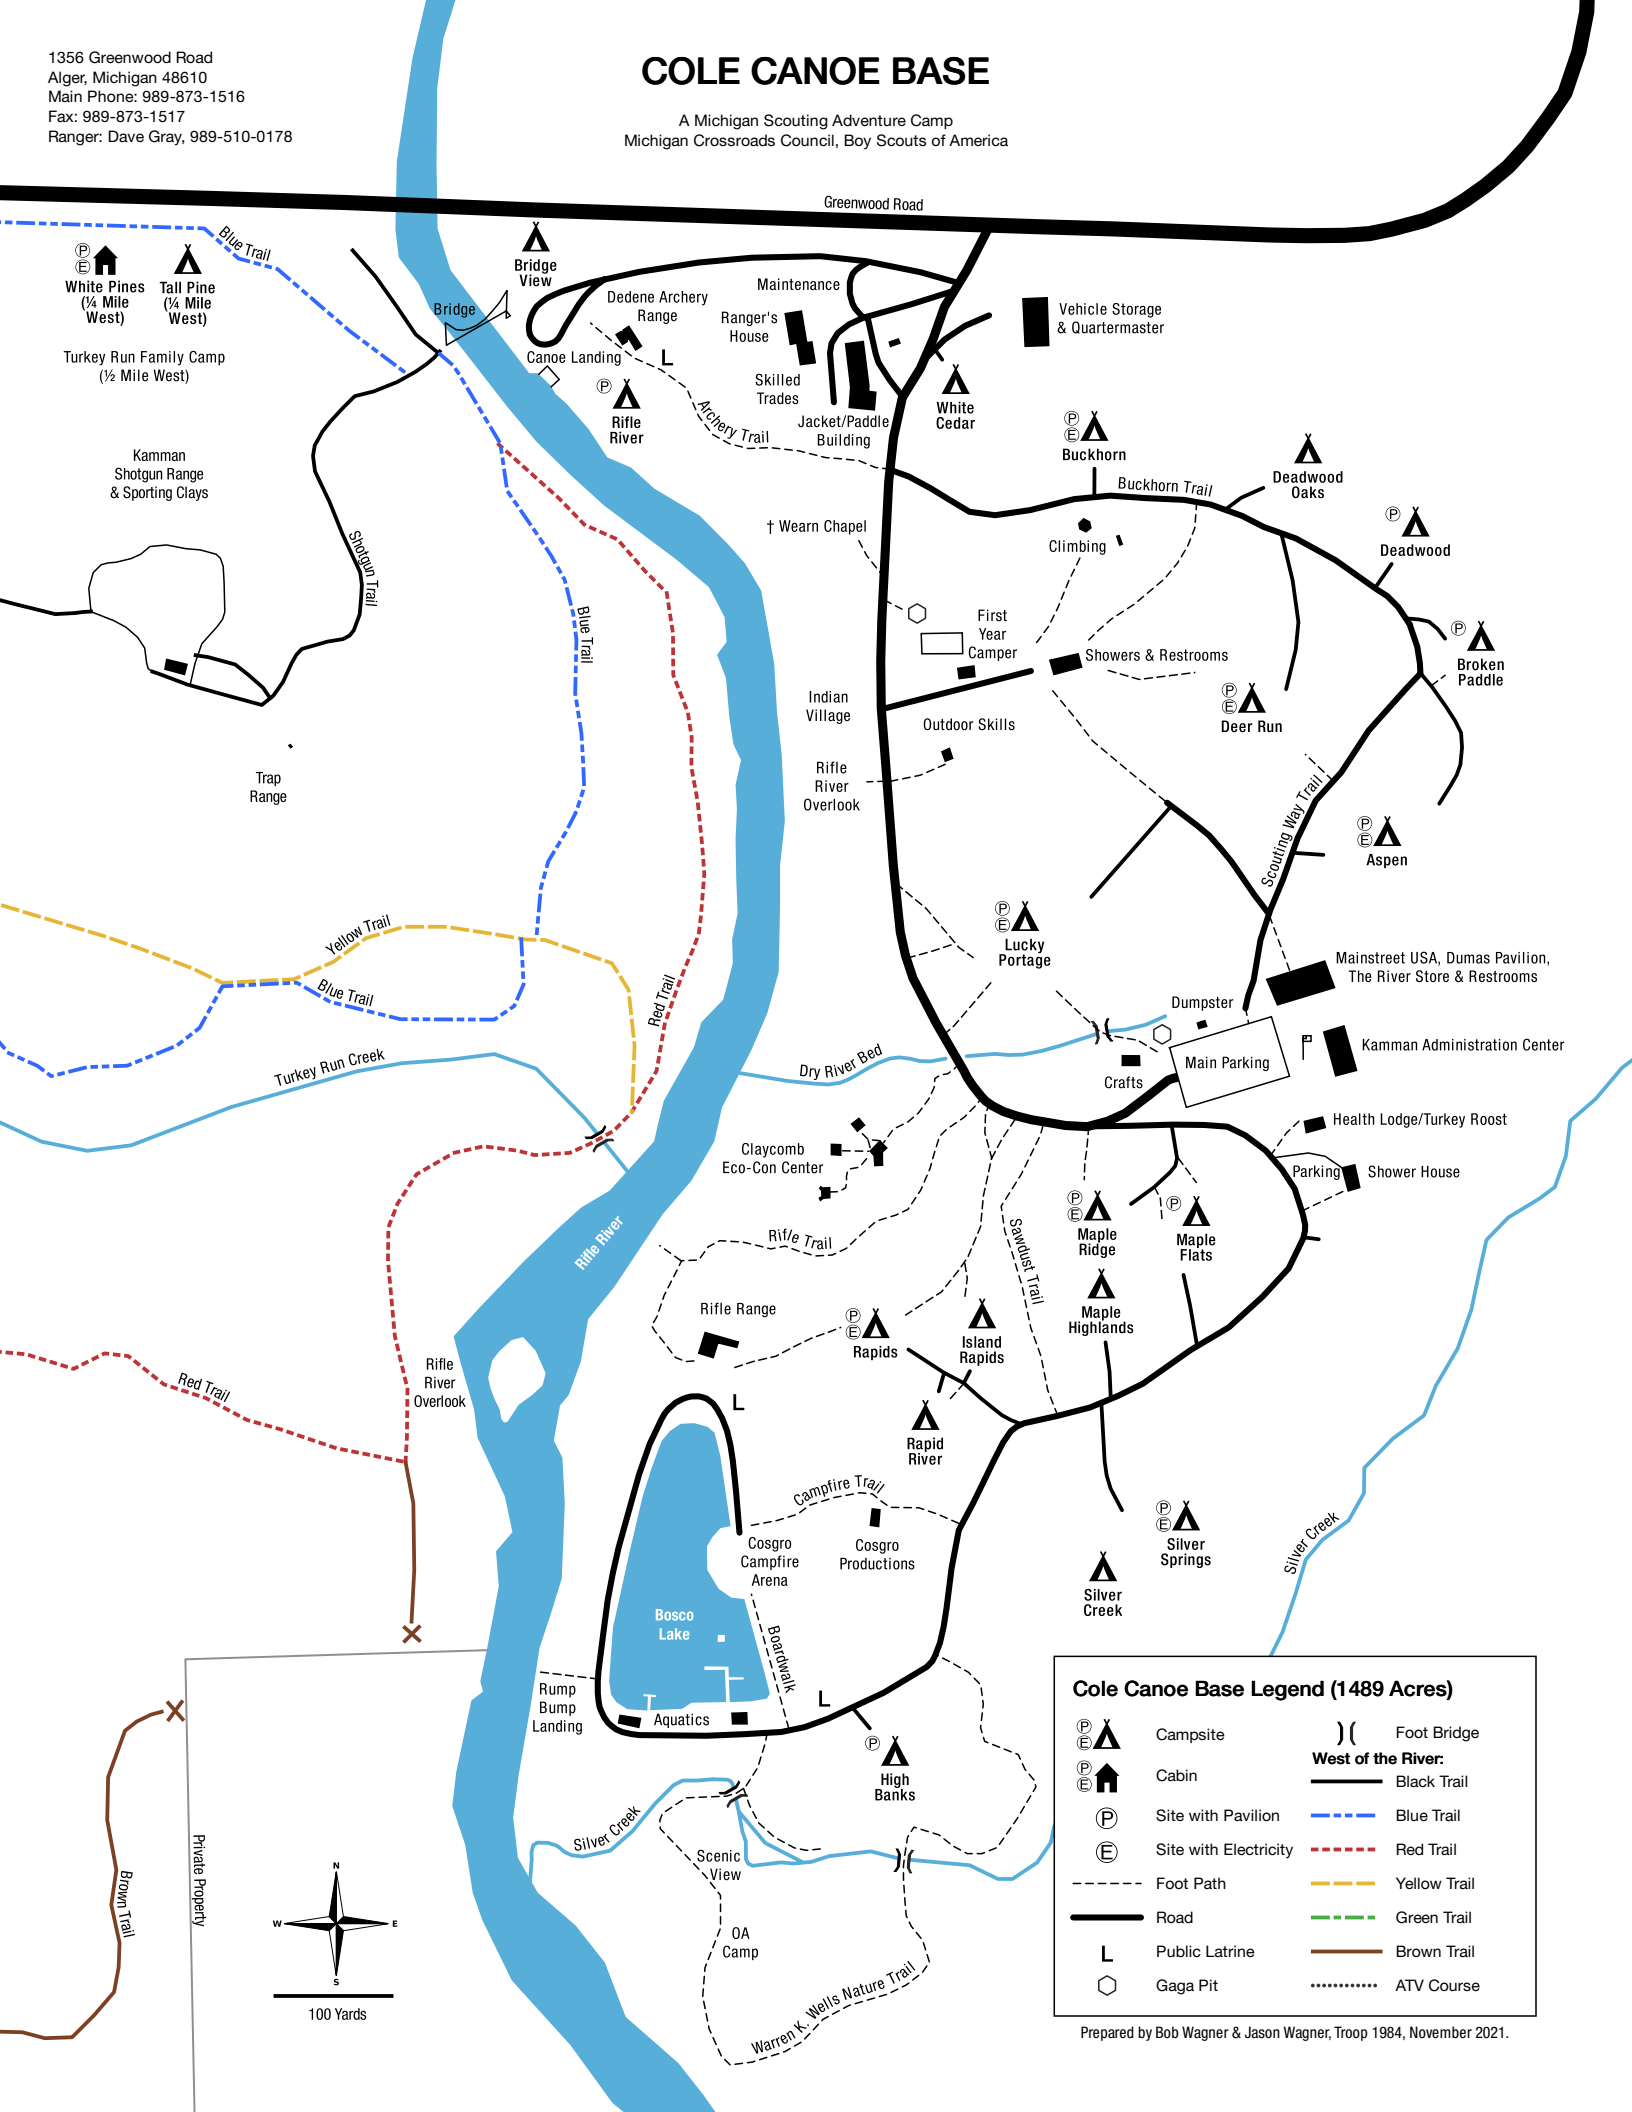 1356 Greenwood Road
Alger, Michigan 48610
Main Phone: 989-873-1516
Fax: 989-873-1517
Ranger: Dave Gray, 989-510-0178
COLE CANOE BASE
A Michigan Scouting Adventure Camp
Michigan Crossroads Council, Boy Scouts of America
Greenwood Road
Blue Trail
P
E
White Pines
(¼ Mile
West)
Tall Pine
(¼ Mile
West)
Turkey Run Family Camp
(½ Mile West)
Bridge
Bridge
View
Dedene Archery
Range
L
Canoe Landing
P
Rifle
River
Maintenance
Ranger's
House
Skilled
Trades
Jacket/Paddle
Building
Vehicle Storage
& Quartermaster
White
Cedar
Archery Trail
P
E
Buckhorn
Buckhorn Trail
Deadwood
Oaks
P
Deadwood
Kamman
Shotgun Range
& Sporting Clays
Shotgun Trail
† Wearn Chapel
Climbing
Blue Trail
First
Year
Camper
Showers & Restrooms
P
Broken
Paddle
Indian
Village
Outdoor Skills
P
E
Deer Run
Trap
Range
Rifle
River
Overlook
Scouting Way Trail
P
E
Aspen
Yellow Trail
Blue Trail
Red Trail
P
E
Lucky
Portage
Mainstreet USA, Dumas Pavilion,
The River Store & Restrooms
Dumpster
Main Parking
Kamman Administration Center
Crafts
Turkey Run Creek
Dry River Bed
Health Lodge/Turkey Roost
Parking
Shower House
Claycomb
Eco-Con Center
Rifle River
Rifle Trail
Sawdust Trail
P
E
Maple
Ridge
P
Maple
Flats
Maple
Highlands
Rifle Range
P
E
Rapids
Island
Rapids
Rapid
River
Red Trail
Rifle
River
Overlook
L
Campfire Trail
Cosgro
Campfire
Arena
Cosgro
Productions
P
E
Silver
Springs
Silver
Creek
Silver Creek
Bosco
Lake
Boardwalk
L
Rump
Bump
Landing
Aquatics
P
High
Banks
Silver Creek
Scenic
View
OA
Camp
Warren K. Wells Nature Trail
Brown Trail
Private Property
N
W
E
S
100 Yards
Cole Canoe Base Legend (1489 Acres)
P
E
Campsite
Foot Bridge
West of the River:
P
E
Cabin
Black Trail
P
Site with Pavilion
Blue Trail
E
Site with Electricity
Red Trail
Foot Path
Yellow Trail
Road
Green Trail
L
Public Latrine
Brown Trail
Gaga Pit
ATV Course
Prepared by Bob Wagner & Jason Wagner, Troop 1984, November 2021.